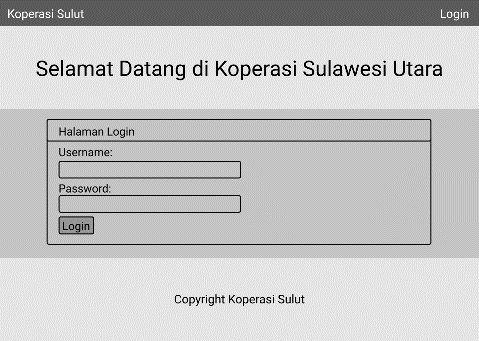 Koperasi Sulut
Login
Selamat Datang di Koperasi Sulawesi Utara
Halaman Login
Username:
Password:
Login
Copyright Koperasi Sulut